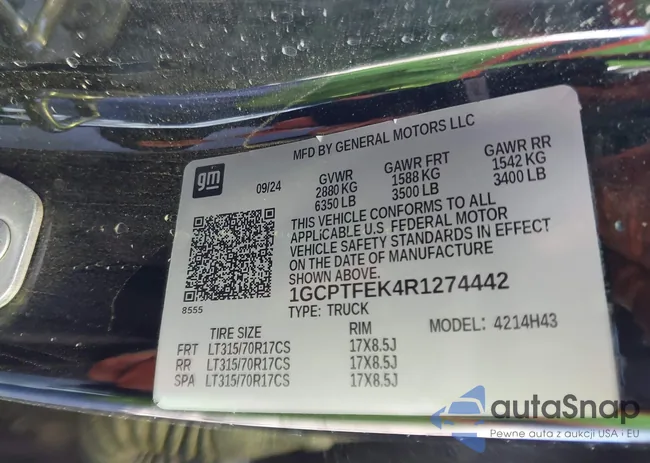 MFD BY GENERAL MOTORS LLC
gm
09/24
GVWR GAWR FRT GAWR RR
2880 KG 1588 KG 1542 KG
6350 LB 3500 LB 3400 LB
THIS VEHICLE CONFORMS TO ALL
APPLICABLE U.S. FEDERAL MOTOR
VEHICLE SAFETY STANDARDS IN EFFECT
ON THE DATE OF MANUFACTURE
SHOWN ABOVE.
8555
1GCPTFEK4R1274442
TYPE: TRUCK MODEL: 4214H43
TIRE SIZE RIM
FRT LT315/70R17CS 17X8.5J
RR LT315/70R17CS 17X8.5J
SPA LT315/70R17CS 17X8.5J
autoSnap
Pewne auta z aukcji USA i EU